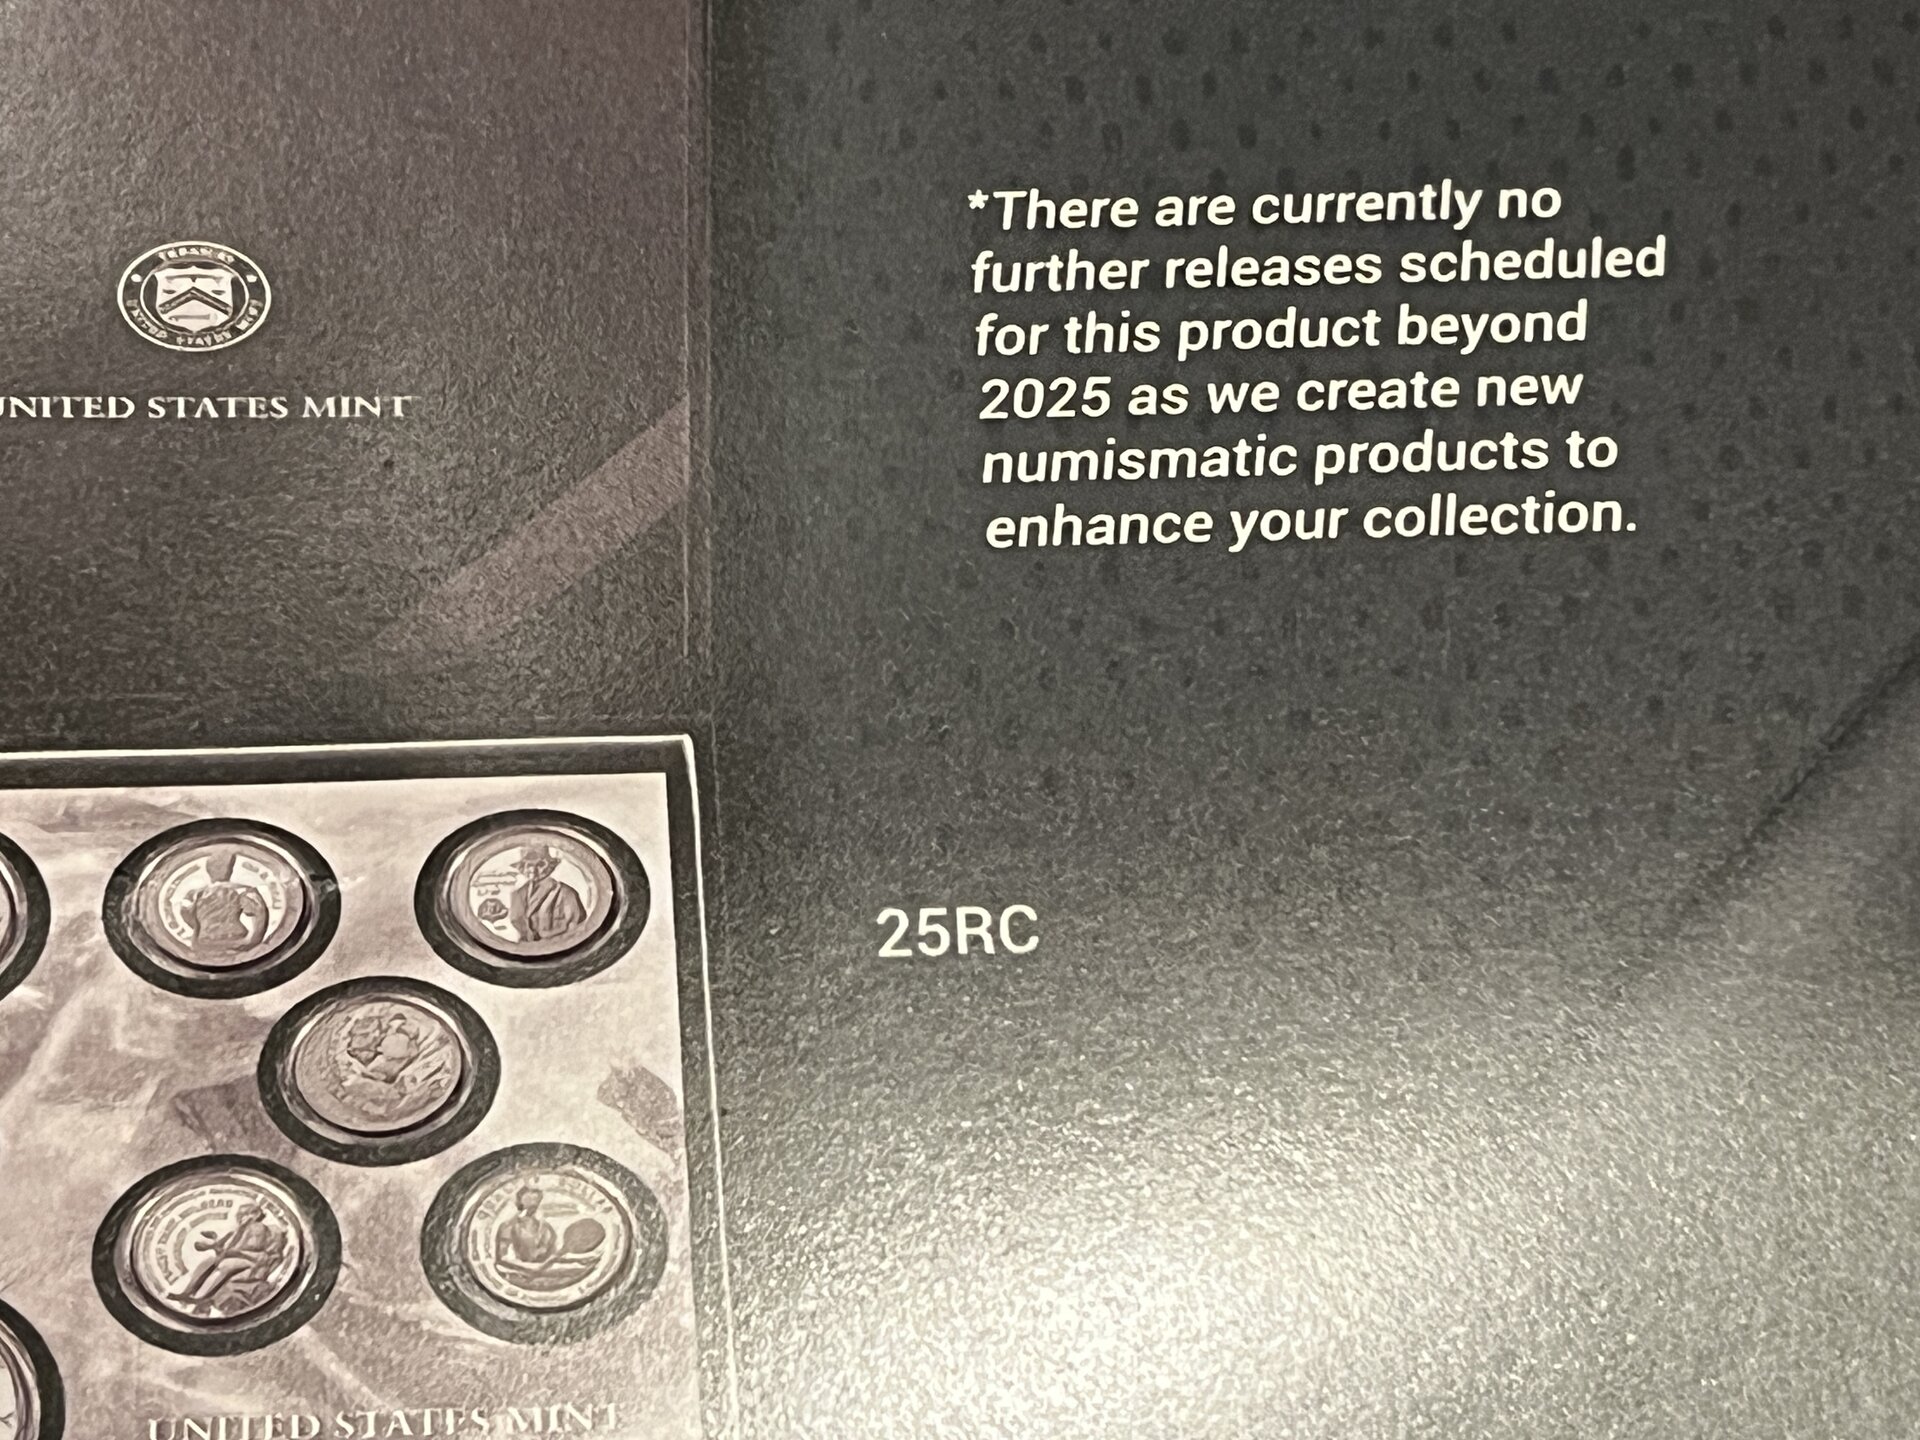 UNITED STATES MINT
*There are currently no
further releases scheduled
for this product beyond
2025 as we create new
numismatic products to
enhance your collection.
25RC
UNITED STATES MINT